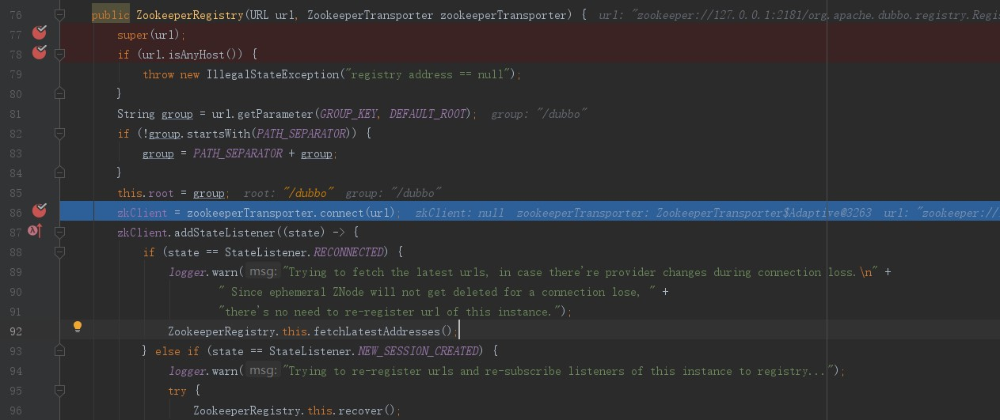 76 public ZookeeperRegistry(URL url, ZookeeperTransporter zookeeperTransporter) { url: "zookeeper://127.0.0.1:2181/org.apache.dubbo.registry.Regis
77 super(url);
78 if (url.isAnyHost()) {
79 throw new IllegalStateException("registry address == null");
80 }
81 String group = url.getParameter(GROUP_KEY, DEFAULT_ROOT); group: "/dubbo"
82 if (!group.startsWith(PATH_SEPARATOR)) {
83 group = PATH_SEPARATOR + group;
84 }
85 this.root = group; root: "/dubbo" group: "/dubbo"
86 zkClient = zookeeperTransporter.connect(url); zkClient: null zookeeperTransporter: ZookeeperTransporter$Adaptive@3263 url: "zookeeper://
87 zkClient.addStateListener((state) -> {
88 if (state == StateListener.RECONNECTED) {
89 logger.warn( msg: "Trying to fetch the latest urls, in case there're provider changes during connection loss.\n" +
90 " Since ephemeral ZNode will not get deleted for a connection lose, " +
91 "there's no need to re-register url of this instance.");
92 ZookeeperRegistry.this.fetchLatestAddresses();
93 } else if (state == StateListener.NEW_SESSION_CREATED) {
94 logger.warn( msg: "Trying to re-register urls and re-subscribe listeners of this instance to registry...");
95 try {
96 ZookeeperRegistry.this.recover();